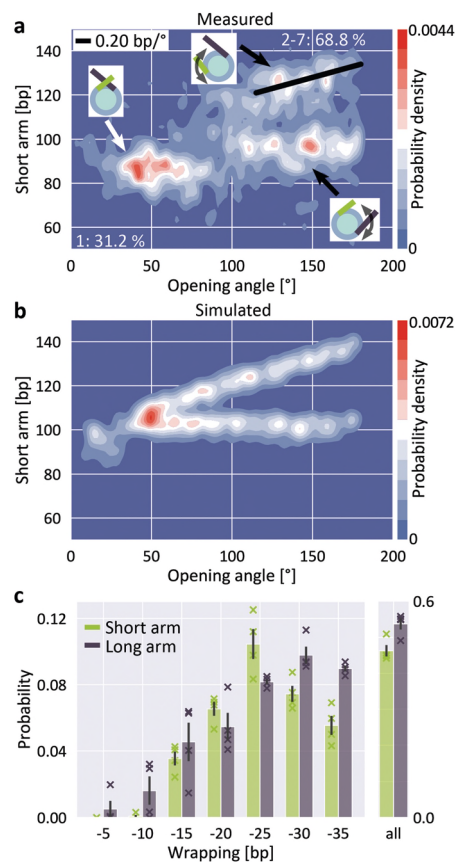 a
Measured
0.20 bp/°
2-7: 68.8 %
1: 31.2 %
Short arm [bp]
140
120
100
80
60
0
50
100
150
200
Opening angle [°]
0.0044
Probability density
0
b
Simulated
Short arm [bp]
140
120
100
80
60
0
50
100
150
200
Opening angle [°]
0.0072
Probability density
0
c
Short arm
Long arm
Probability
0.12
0.08
0.04
0.00
-5 -10 -15 -20 -25 -30 -35 all
Wrapping [bp]
0.6
0.0